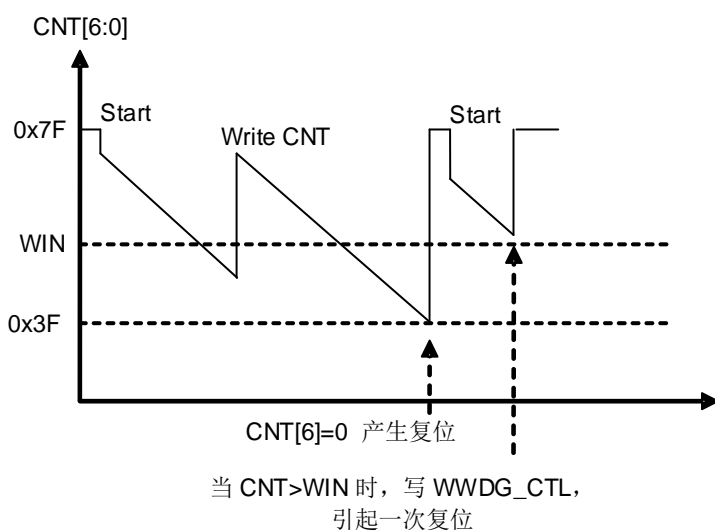 CNT[6:0]
0x7F
Start
Write CNT
Start
WIN
0x3F
CNT[6]=0 产生复位
当 CNT>WIN 时，写 WWDG_CTL，
引起一次复位